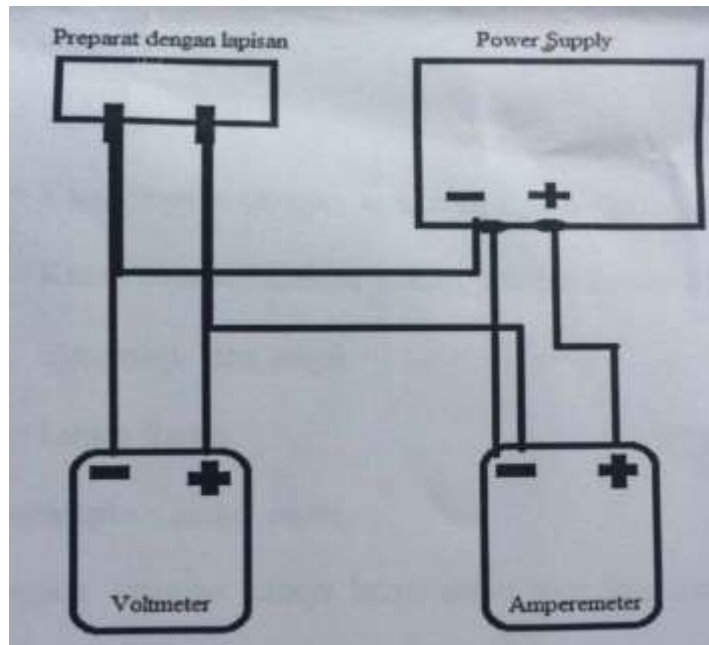 Preparat dengan lapisan
Power Supply
− +
− +
− +
Voltmeter
Amperemeter